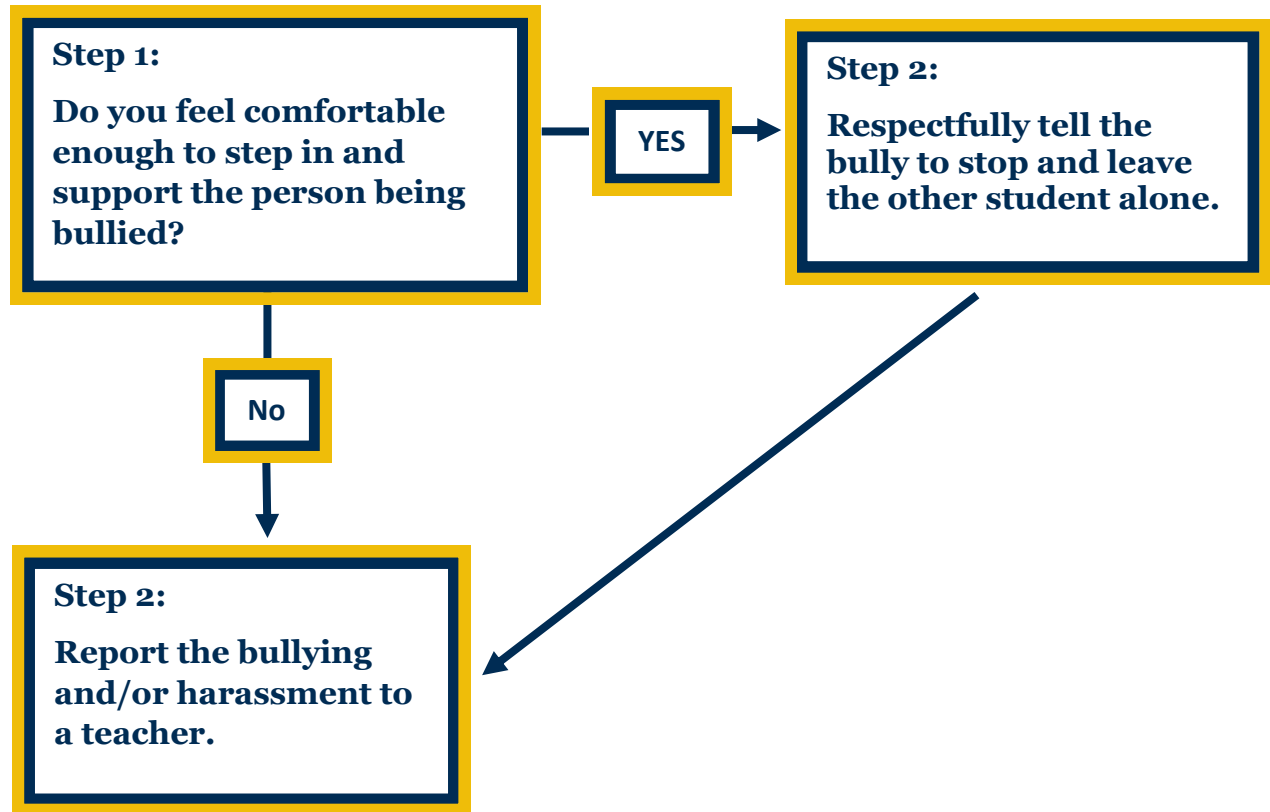 Step 1:
Do you feel comfortable
enough to step in and
support the person being
bullied?
YES
Step 2:
Respectfully tell the
bully to stop and leave
the other student alone.
No
Step 2:
Report the bullying
and/or harassment to
a teacher.